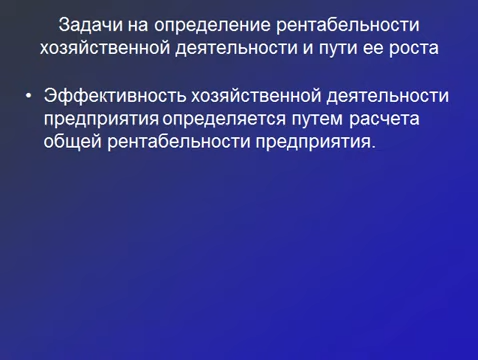 Задачи на определение рентабельности
хозяйственной деятельности и пути ее роста
• Эффективность хозяйственной деятельности
предприятия определяется путем расчета
общей рентабельности предприятия.